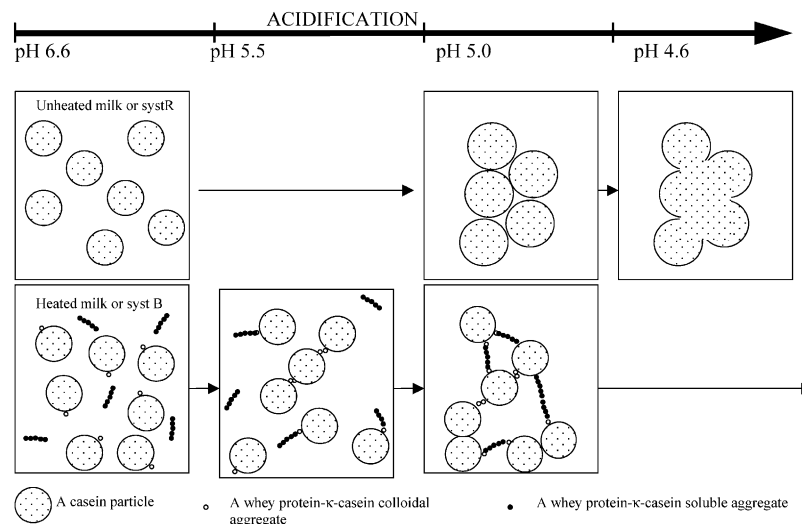 ACIDIFICATION
pH 6.6 pH 5.5 pH 5.0 pH 4.6
Unheated milk or systR
Heated milk or syst B
A casein particle
A whey protein-κ-casein colloidal
aggregate
A whey protein-κ-casein soluble aggregate